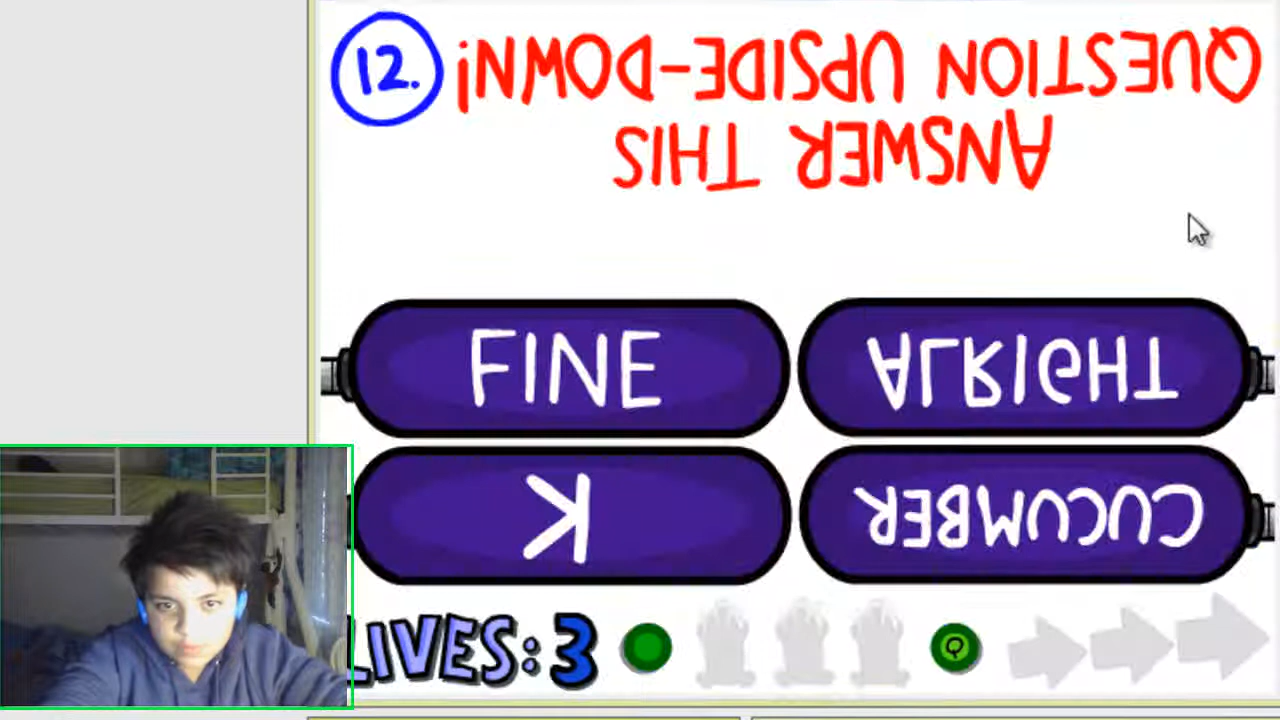 12.
ANSWER THIS
QUESTION UPSIDE-DOWN!
FINE
ALRIGHT
K
CUCUMBER
LIVES:3
Q